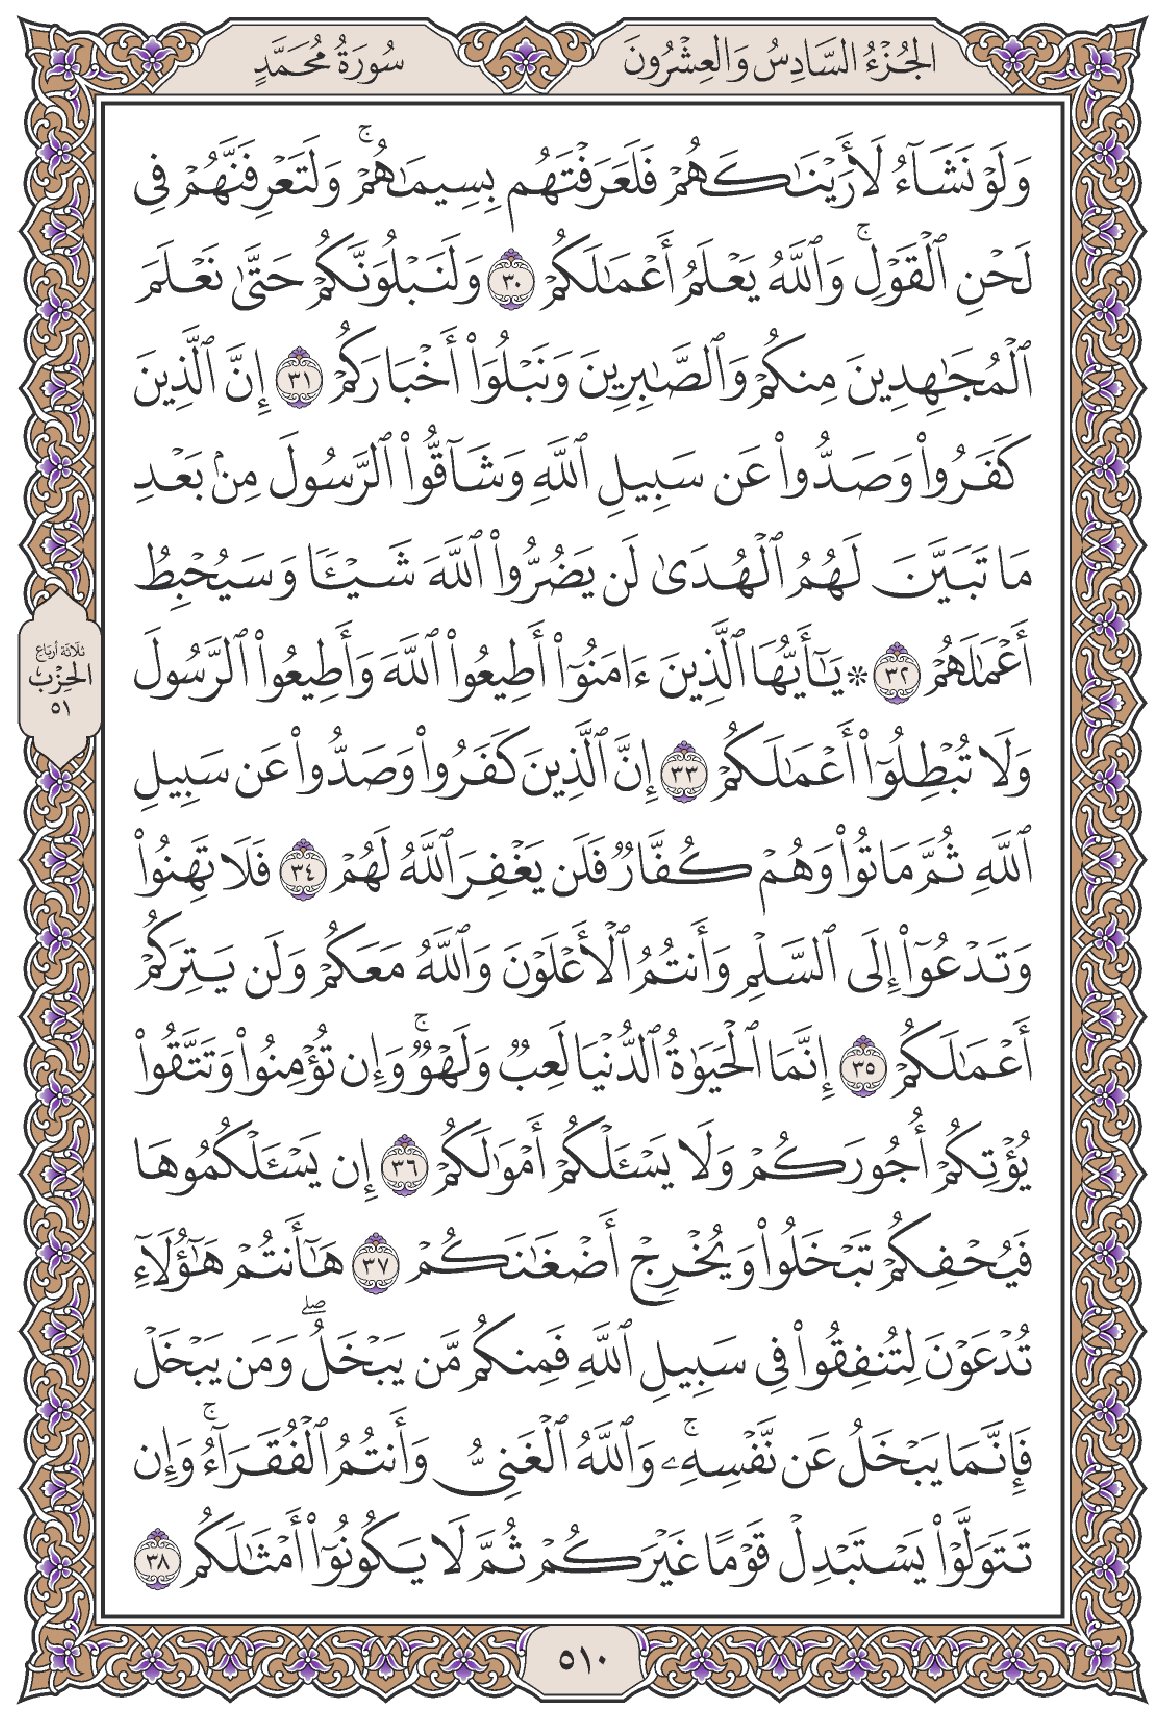 الجُزْءُ السَّادِسُ وَالعِشْرُونَ
سُورَةُ مُحَمَّدٍ
وَلَوْ نَشَآءُ لَأَرَيْنَٰكَهُمْ فَلَعَرَفْتَهُم بِسِيمَٰهُمْۚ وَلَتَعْرِفَنَّهُمْ فِى
لَحْنِ ٱلْقَوْلِۚ وَٱللَّهُ يَعْلَمُ أَعْمَٰلَكُمْ ٣٠ وَلَنَبْلُوَنَّكُمْ حَتَّىٰ نَعْلَمَ
ٱلْمُجَٰهِدِينَ مِنكُمْ وَٱلصَّٰبِرِينَ وَنَبْلُوَا۟ أَخْبَارَكُمْ ٣١ إِنَّ ٱلَّذِينَ
كَفَرُوا۟ وَصَدُّوا۟ عَن سَبِيلِ ٱللَّهِ وَشَآقُّوا۟ ٱلرَّسُولَ مِنۢ بَعْدِ
مَا تَبَيَّنَ لَهُمُ ٱلْهُدَىٰ لَن يَضُرُّوا۟ ٱللَّهَ شَيْـًٔا وَسَيُحْبِطُ
أَعْمَٰلَهُمْ ٣٢ ۞ يَٰٓأَيُّهَا ٱلَّذِينَ ءَامَنُوٓا۟ أَطِيعُوا۟ ٱللَّهَ وَأَطِيعُوا۟ ٱلرَّسُولَ
وَلَا تُبْطِلُوٓا۟ أَعْمَٰلَكُمْ ٣٣ إِنَّ ٱلَّذِينَ كَفَرُوا۟ وَصَدُّوا۟ عَن سَبِيلِ
ٱللَّهِ ثُمَّ مَاتُوا۟ وَهُمْ كُفَّارٌ فَلَن يَغْفِرَ ٱللَّهُ لَهُمْ ٣٤ فَلَا تَهِنُوا۟
وَتَدْعُوٓا۟ إِلَى ٱلسَّلْمِ وَأَنتُمُ ٱلْأَعْلَوْنَ وَٱللَّهُ مَعَكُمْ وَلَن يَتِرَكُمْ
أَعْمَٰلَكُمْ ٣٥ إِنَّمَا ٱلْحَيَوٰةُ ٱلدُّنْيَا لَعِبٌ وَلَهْوٌۚ وَإِن تُؤْمِنُوا۟ وَتَتَّقُوا۟
يُؤْتِكُمْ أُجُورَكُمْ وَلَا يَسْـَٔلْكُمْ أَمْوَٰلَكُمْ ٣٦ إِن يَسْـَٔلْكُمُوهَا
فَيُحْفِكُمْ تَبْخَلُوا۟ وَيُخْرِجْ أَضْغَٰنَكُمْ ٣٧ هَٰٓأَنتُمْ هَٰٓؤُلَآءِ
تُدْعَوْنَ لِتُنفِقُوا۟ فِى سَبِيلِ ٱللَّهِ فَمِنكُم مَّن يَبْخَلُۖ وَمَن يَبْخَلْ
فَإِنَّمَا يَبْخَلُ عَن نَّفْسِهِۦۚ وَٱللَّهُ ٱلْغَنِىُّ وَأَنتُمُ ٱلْفُقَرَآءُۚ وَإِن
تَتَوَلَّوْا۟ يَسْتَبْدِلْ قَوْمًا غَيْرَكُمْ ثُمَّ لَا يَكُونُوٓا۟ أَمْثَٰلَكُم ٣٨
ثَلَاثَة أَرْبَاع
الحِزْب
٥١
٥١٠